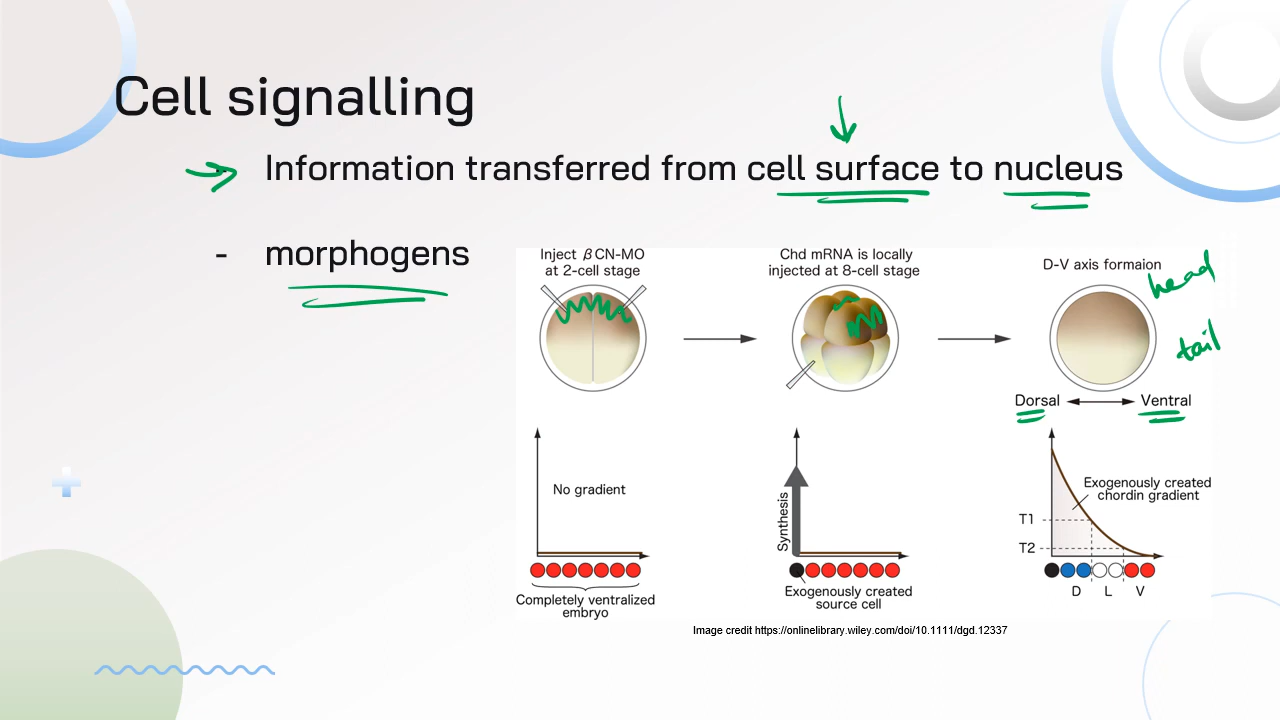 Cell signalling
- Information transferred from cell surface to nucleus
- morphogens
Inject βCN-MO
at 2-cell stage
Chd mRNA is locally
injected at 8-cell stage
D-V axis formaion
head
tail
Dorsal
Ventral
No gradient
Synthesis
Exogenously created
chordin gradient
T1
T2
D L V
Completely ventralized
embryo
Exogenously created
source cell
Image credit https://onlinelibrary.wiley.com/doi/10.1111/dgd.12337